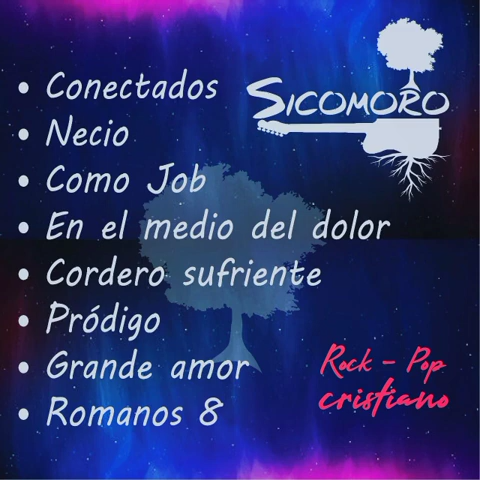 SICOMORO
• Conectados
• Necio
• Como Job
• En el medio del dolor
• Cordero sufriente
• Pródigo
• Grande amor
• Romanos 8
Rock - Pop
cristiano